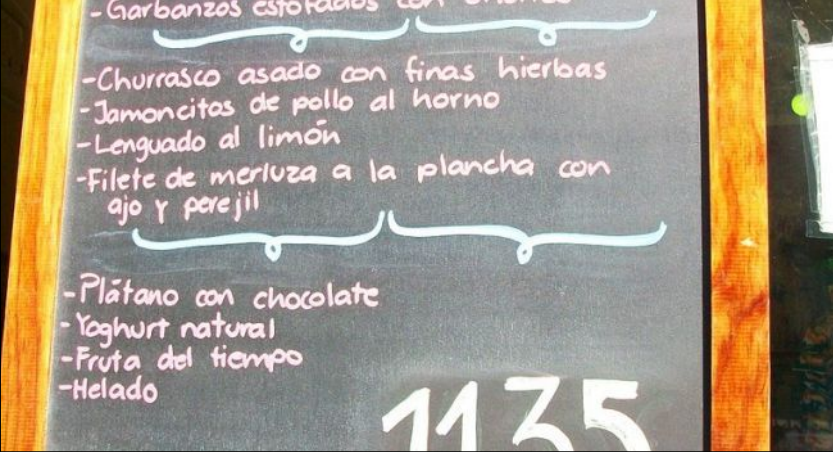 -Garbanzos estofados con
-Churrasco asado con finas hierbas
-Jamoncitos de pollo al horno
-Lenguado al limón
-Filete de merluza a la plancha con
ajo y perejil
-Plátano con chocolate
-Yoghurt natural
-Fruta del tiempo
-Helado
1135